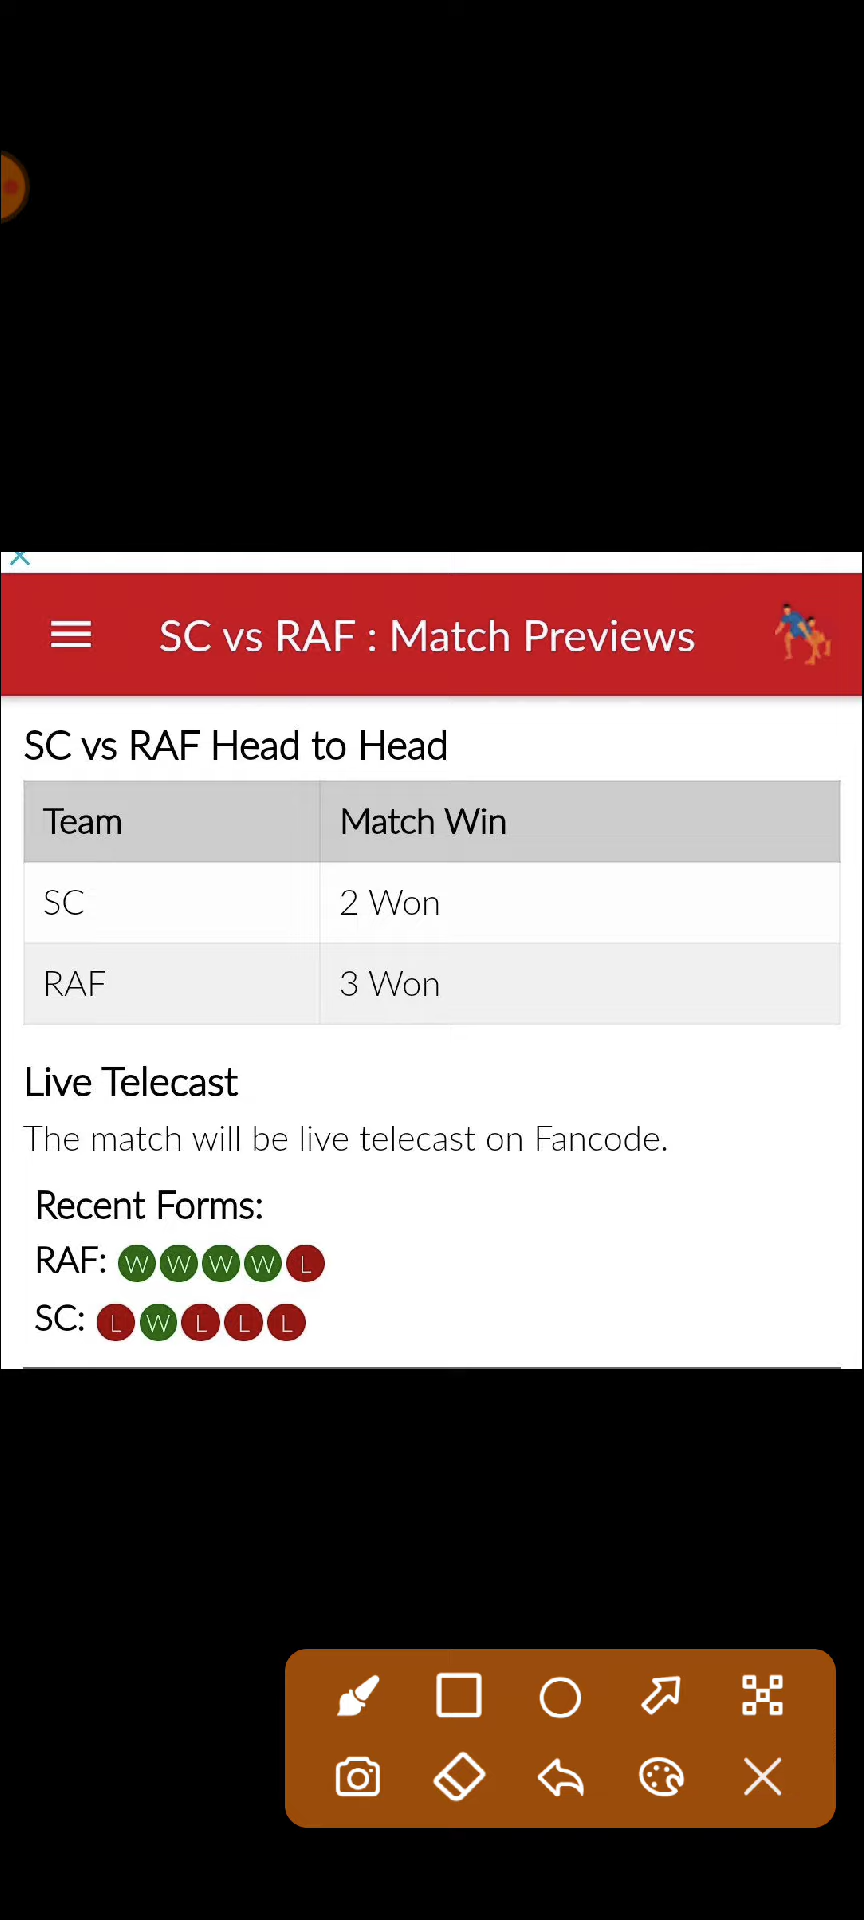 SC vs RAF : Match Previews
SC vs RAF Head to Head
Team Match Win
SC 2 Won
RAF 3 Won
Live Telecast
The match will be live telecast on Fancode.
Recent Forms:
RAF: W W W W L
SC: L W L L L